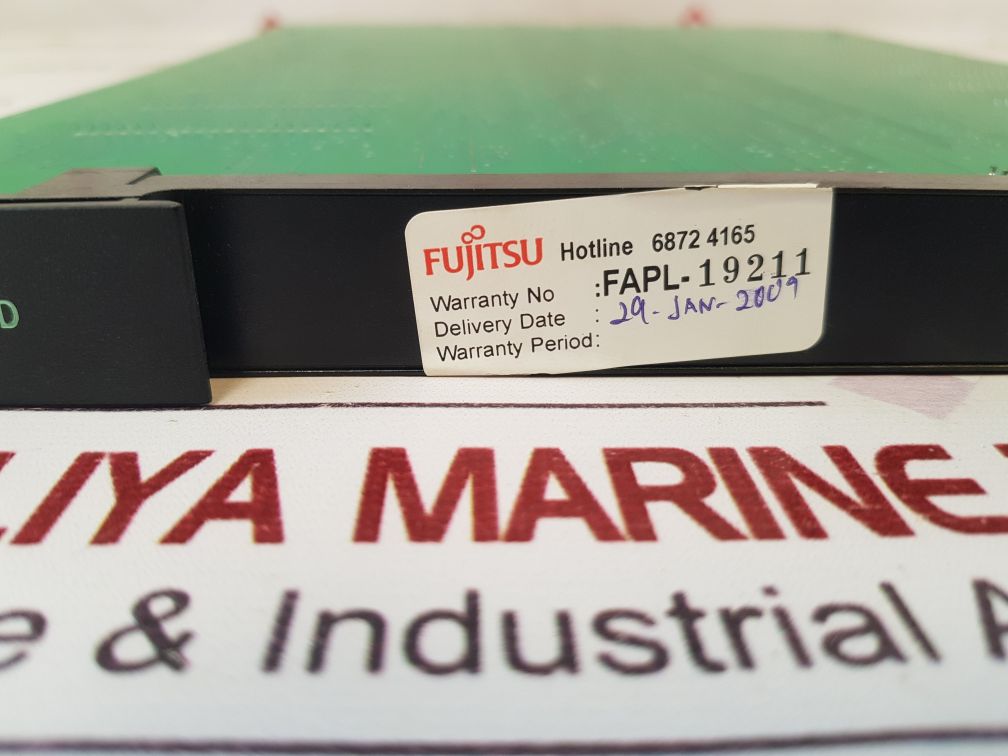 D
FUJITSU Hotline 6872 4165
Warranty No :FAPL-19211
Delivery Date : 29-JAN-2009
Warranty Period:
LIYA MARINE
e & Industrial A